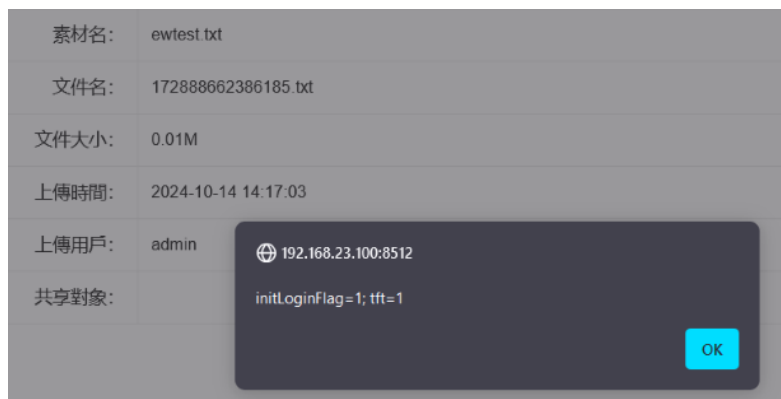 素材名： ewtest.txt
文件名： 172888662386185.txt
文件大小： 0.01M
上傳時間： 2024-10-14 14:17:03
上傳用戶： admin
共享對象：
192.168.23.100:8512
initLoginFlag=1; tft=1
OK